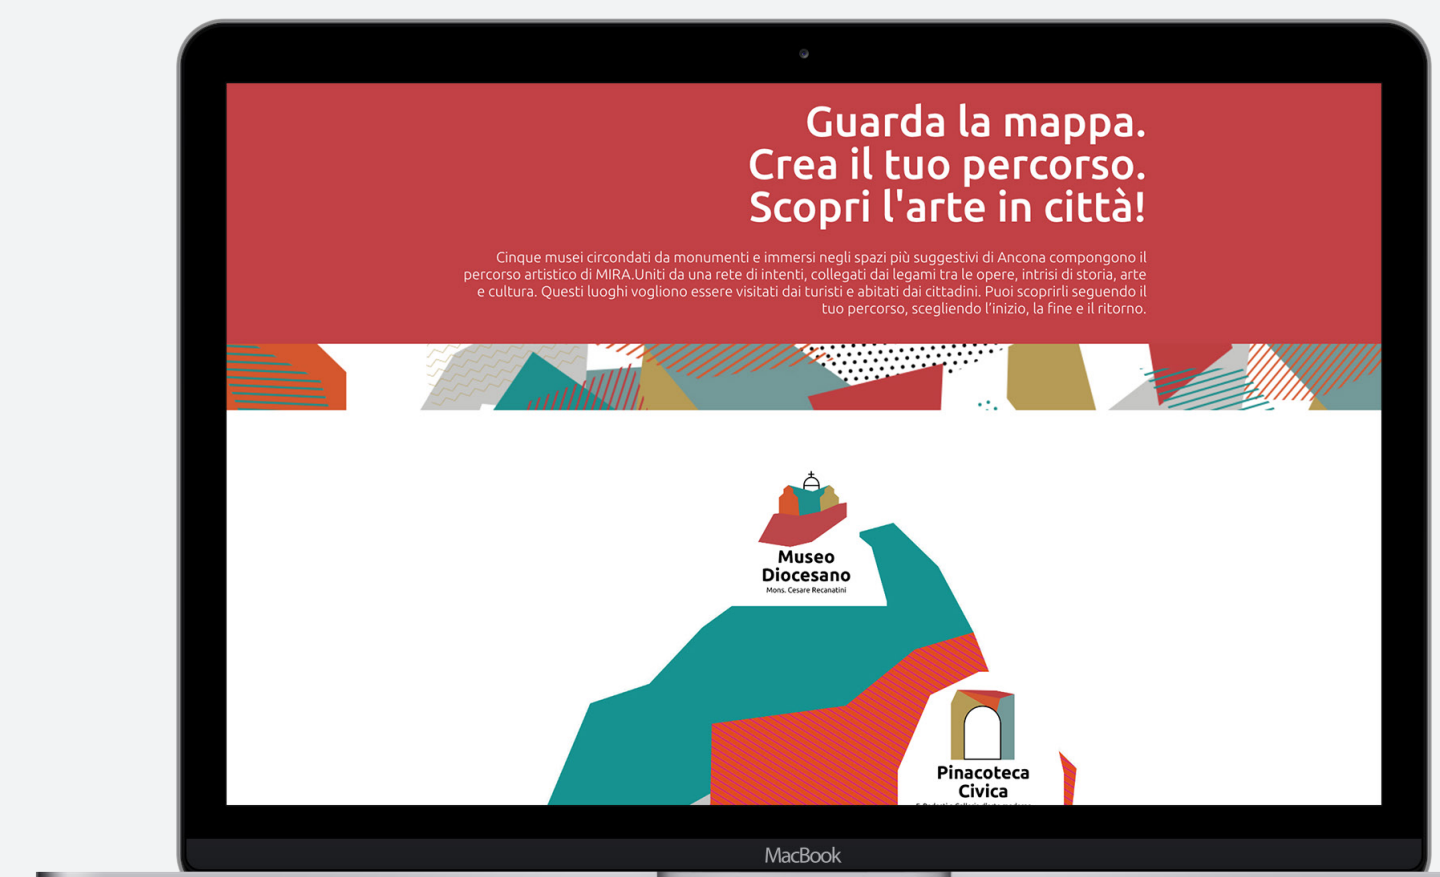 Guarda la mappa.
Crea il tuo percorso.
Scopri l'arte in città!
Cinque musei circondati da monumenti e immersi negli spazi più suggestivi di Ancona compongono il
percorso artistico di MIRA.Uniti da una rete di intenti, collegati dai legami tra le opere, intrisi di storia, arte
e cultura. Questi luoghi vogliono essere visitati dai turisti e abitati dai cittadini. Puoi scoprirli seguendo il
tuo percorso, scegliendo l’inizio, la fine e il ritorno.
Museo
Diocesano
Mons. Cesare Recanatini
Pinacoteca
Civica
MacBook